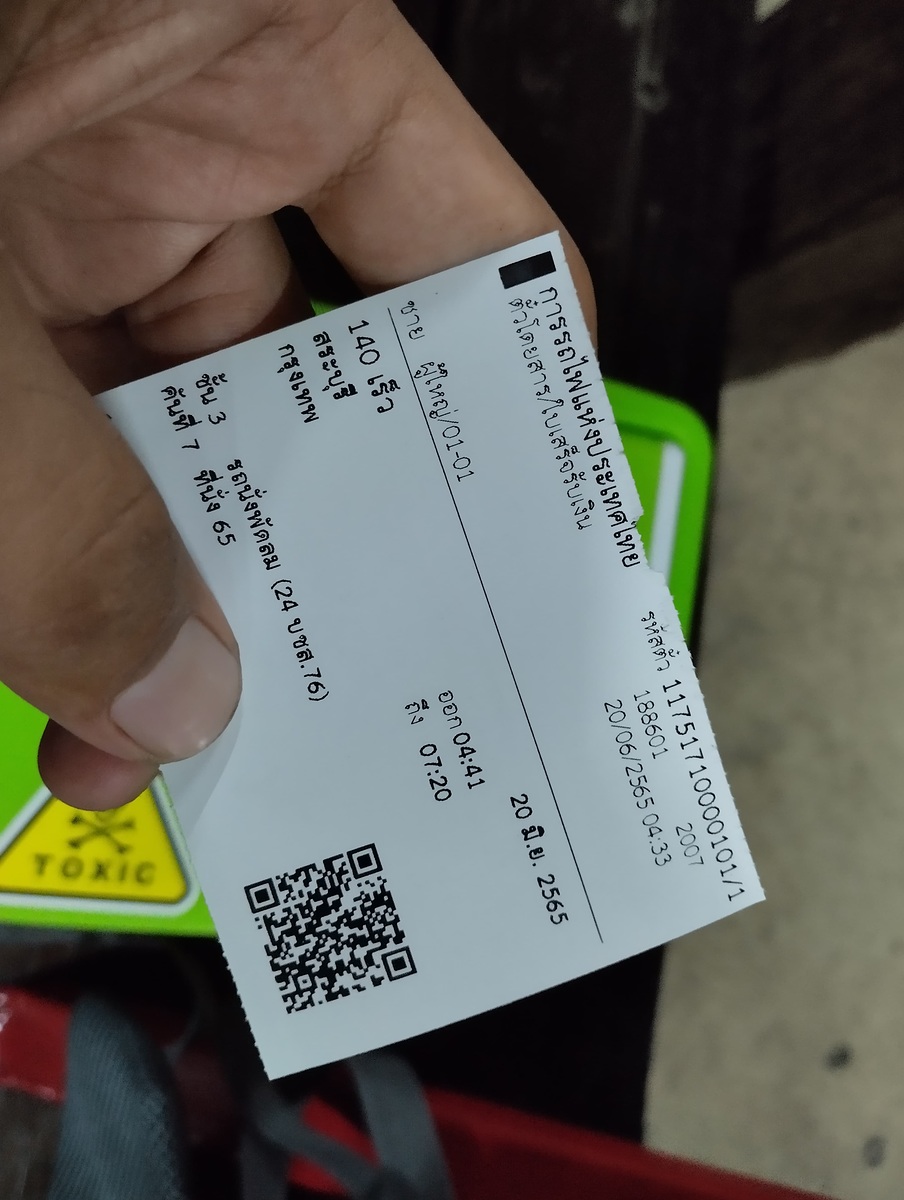 การรถไฟแห่งประเทศไทย
ตั๋วโดยสาร/ใบเสร็จรับเงิน
รหัสตั๋ว 11751710000101/1
188601 2007
20/06/2565 04:33
ชาย ผู้ใหญ่/01-01
20 มิ.ย. 2565
140 เร็ว
สระบุรี ออก 04:41
กรุงเทพ ถึง 07:20
รถนั่งพัดลม (24 บชส.76)
ชั้น 3
คันที่ 7 ที่นั่ง 65
TOXIC